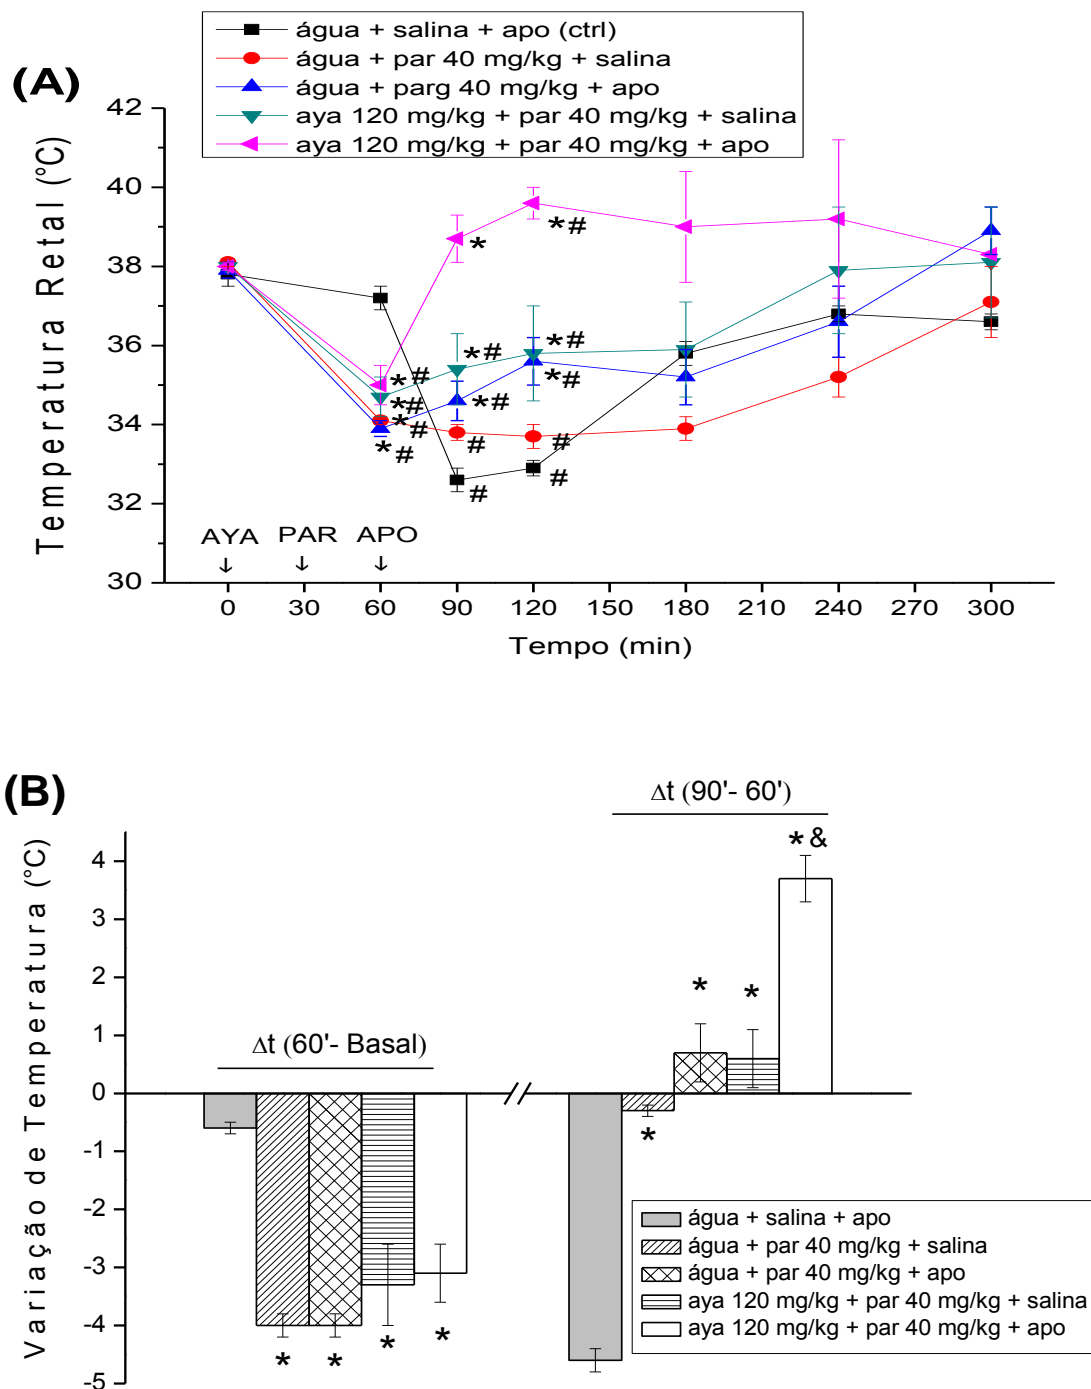 água + salina + apo (ctrl)
água + par 40 mg/kg + salina
água + parg 40 mg/kg + apo
aya 120 mg/kg + par 40 mg/kg + salina
aya 120 mg/kg + par 40 mg/kg + apo
(A)
Temperatura Retal (°C)
42
40
38
36
34
32
30
*#
*
*#
*#
*#
*#
*#
*#
*#
*#
#
#
#
#
AYA PAR APO
↓ ↓ ↓
0 30 60 90 120 150 180 210 240 270 300
Tempo (min)
(B)
Variação de Temperatura (°C)
Δt (90'- 60')
* &
4
3
2
1
0
-1
-2
-3
-4
-5
* *
Δt (60'- Basal)
*
* * * *
água + salina + apo
água + par 40 mg/kg + salina
água + par 40 mg/kg + apo
aya 120 mg/kg + par 40 mg/kg + salina
aya 120 mg/kg + par 40 mg/kg + apo